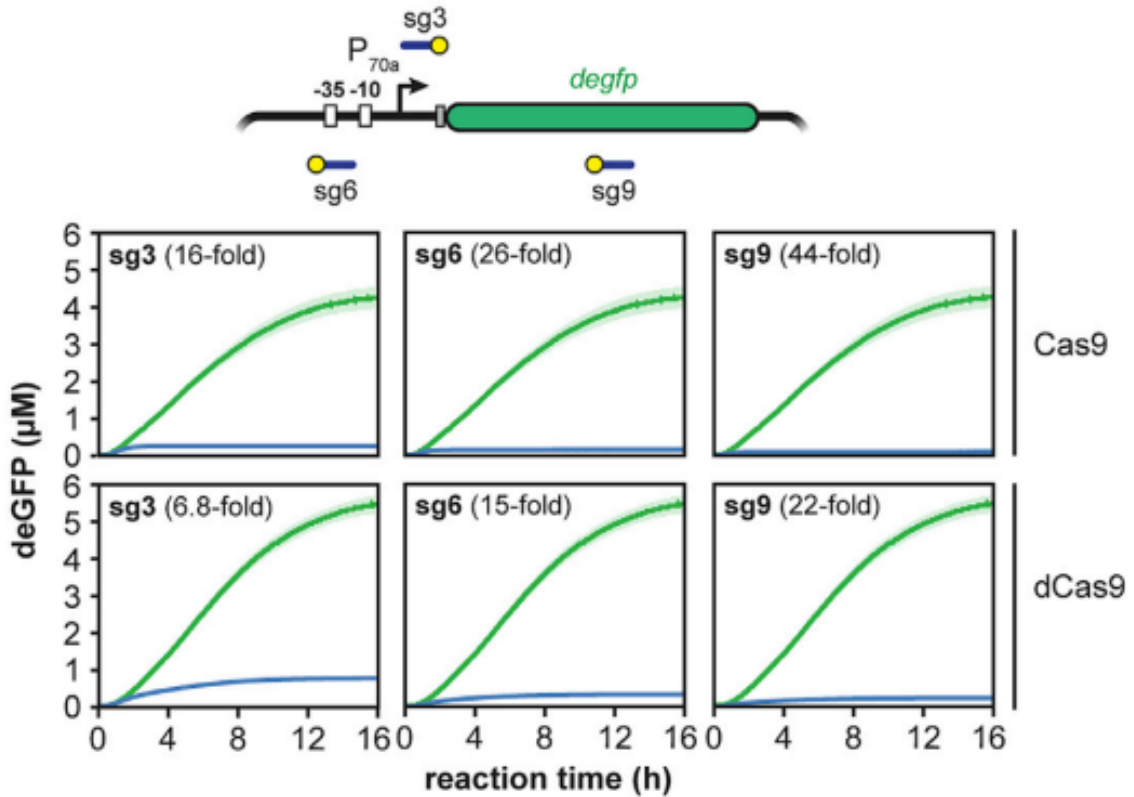 sg3
P70a
-35 -10
degfp
sg6
sg9
sg3 (16-fold)
sg6 (26-fold)
sg9 (44-fold)
6
5
4
3
2
1
0
Cas9
deGFP (µM)
sg3 (6.8-fold)
sg6 (15-fold)
sg9 (22-fold)
6
5
4
3
2
1
0
dCas9
0 4 8 12 16
0 4 8 12 16
0 4 8 12 16
reaction time (h)